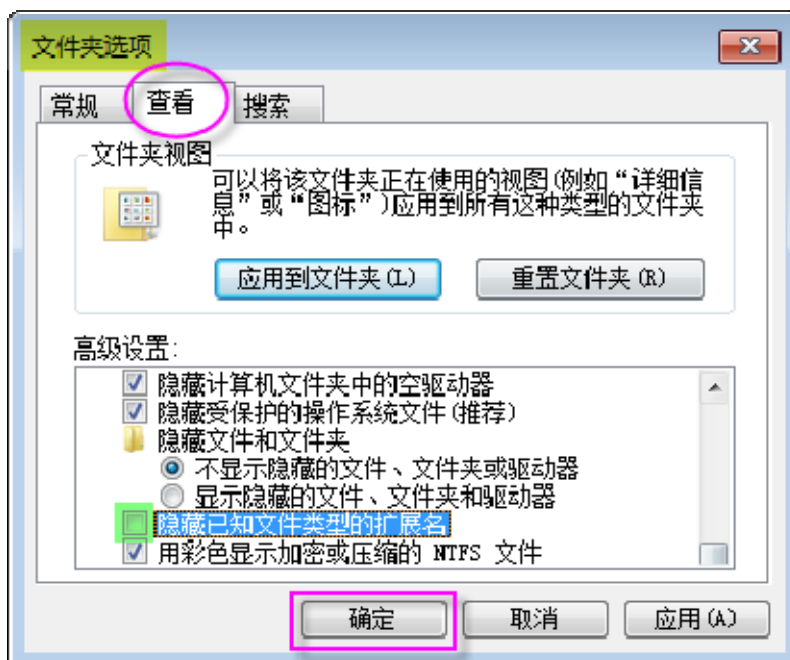 文件夹选项
常规 查看 搜索
文件夹视图
可以将该文件夹正在使用的视图(例如“详细信
息”或“图标”)应用到所有这种类型的文件夹
中。
应用到文件夹(L) 重置文件夹(R)
高级设置:
隐藏计算机文件夹中的空驱动器
隐藏受保护的操作系统文件(推荐)
隐藏文件和文件夹
不显示隐藏的文件、文件夹或驱动器
显示隐藏的文件、文件夹和驱动器
隐藏已知文件类型的扩展名
用彩色显示加密或压缩的 NTFS 文件
确定 取消 应用(A)